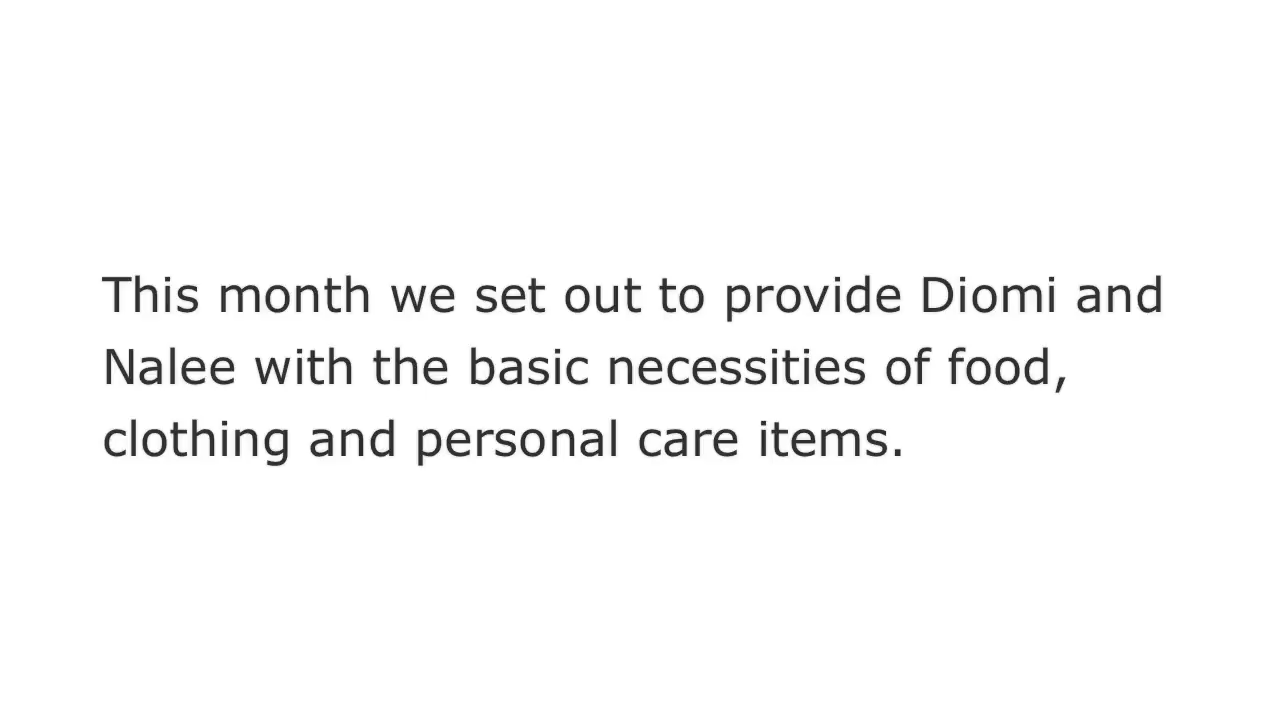 This month we set out to provide Diomi and
Nalee with the basic necessities of food,
clothing and personal care items.